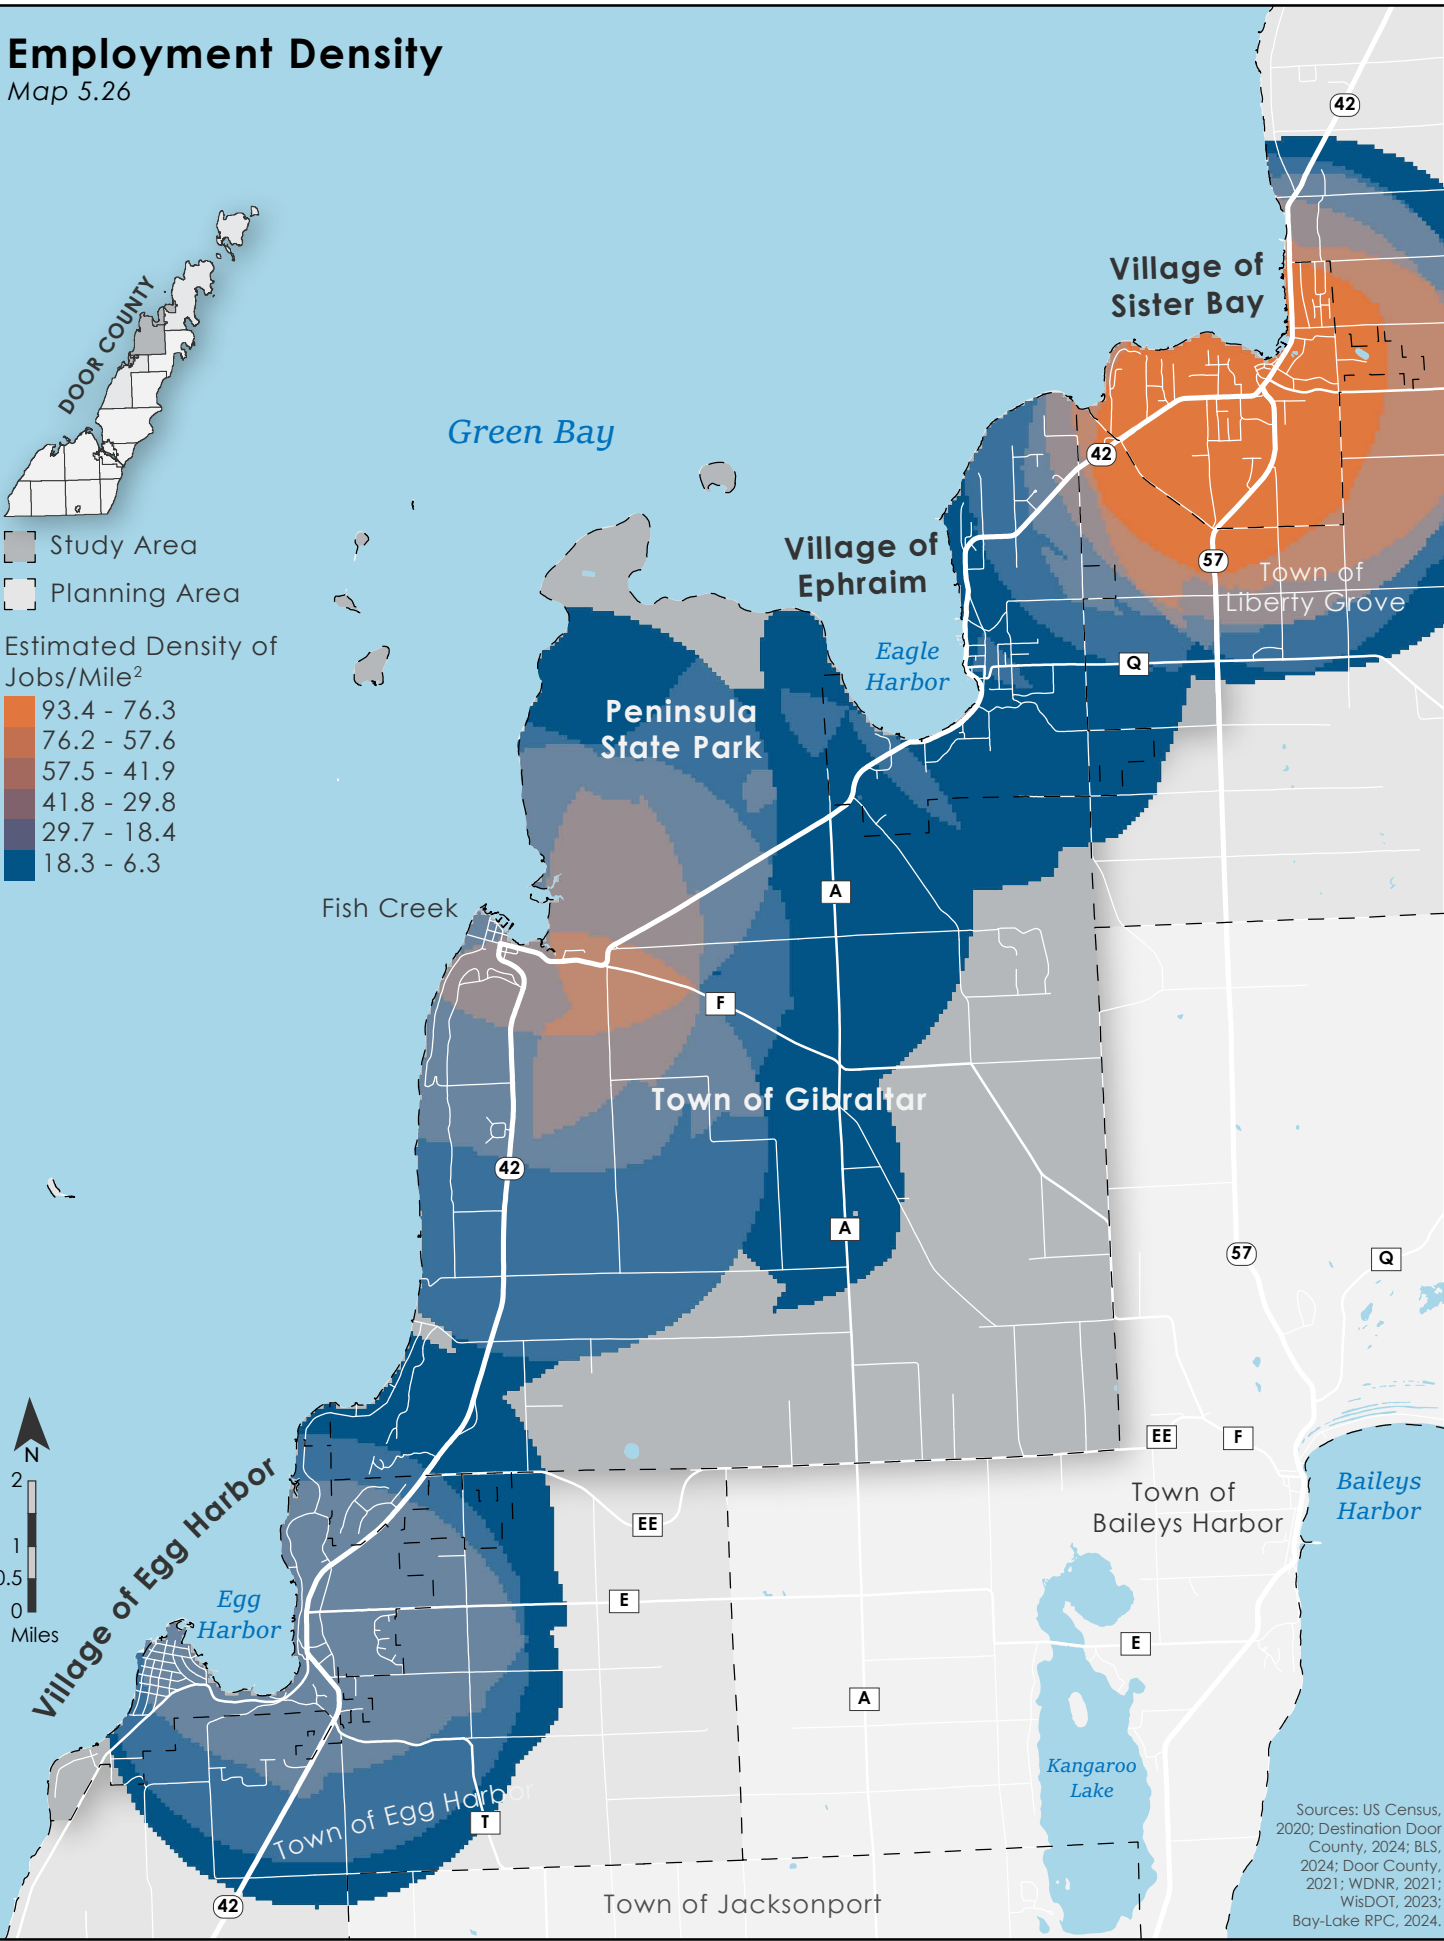 Employment Density
Map 5.26
42
DOOR COUNTY
Village of
Sister Bay
Green Bay
42
Study Area
Planning Area
Village of
Ephraim
57
Town of
Liberty Grove
Estimated Density of
Jobs/Mile²
93.4 - 76.3
76.2 - 57.6
57.5 - 41.9
41.8 - 29.8
29.7 - 18.4
18.3 - 6.3
Eagle
Harbor
Q
Peninsula
State Park
A
Fish Creek
F
Town of Gibraltar
42
A
57
Q
N
2
1
0.5
0
Miles
EE
F
Village of Egg Harbor
Town of
Baileys Harbor
Baileys
Harbor
EE
E
Egg
Harbor
E
A
Kangaroo
Lake
Town of Egg Harbor
T
42
Town of Jacksonport
Sources: US Census,
2020; Destination Door
County, 2024; BLS,
2024; Door County,
2021; WDNR, 2021;
WisDOT, 2023;
Bay-Lake RPC, 2024.